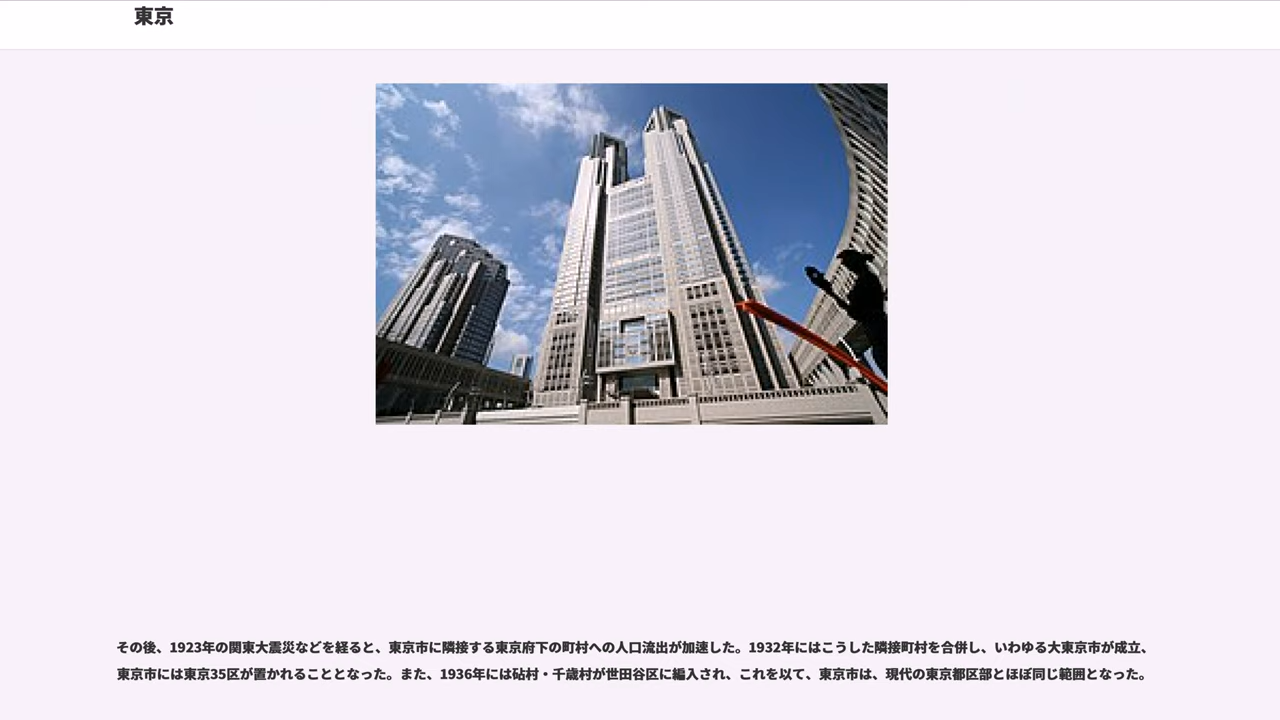 東京
その後、1923年の関東大震災などを経ると、東京市に隣接する東京府下の町村への人口流出が加速した。1932年にはこうした隣接町村を合併し、いわゆる大東京市が成立、
東京市には東京35区が置かれることとなった。また、1936年には砧村・千歳村が世田谷区に編入され、これを以て、東京市は、現代の東京都区部とほぼ同じ範囲となった。